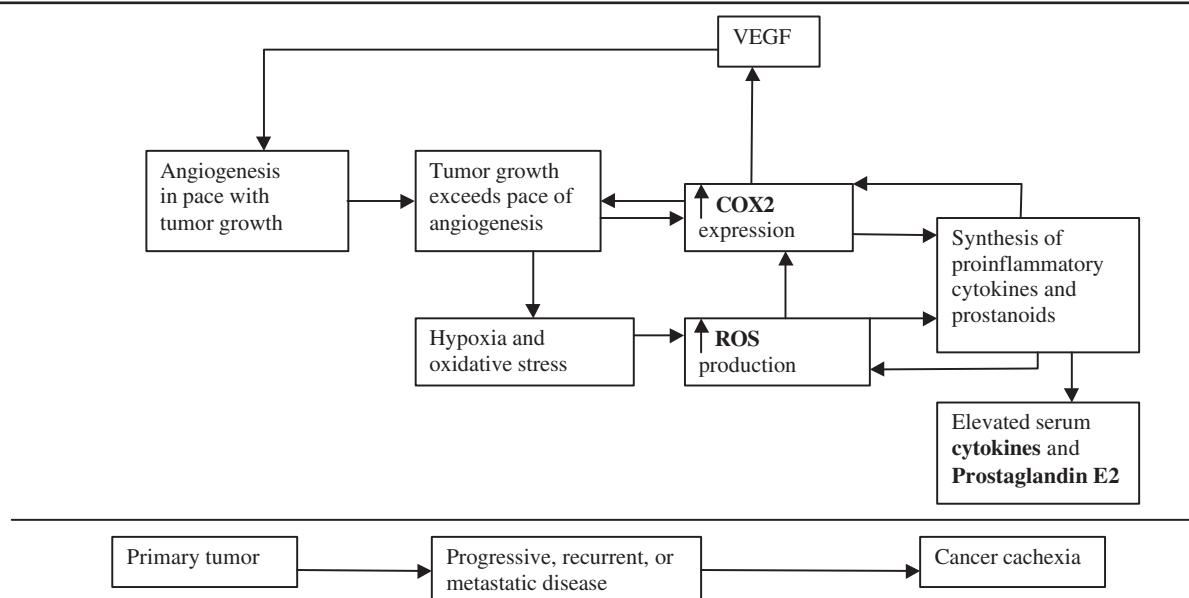 VEGF
Angiogenesis
in pace with
tumor growth
Tumor growth
exceeds pace of
angiogenesis
COX2
expression
Synthesis of
proinflammatory
cytokines and
prostanoids
Hypoxia and
oxidative stress
ROS
production
Elevated serum
cytokines and
Prostaglandin E2
Primary tumor
Progressive, recurrent, or
metastatic disease
Cancer cachexia